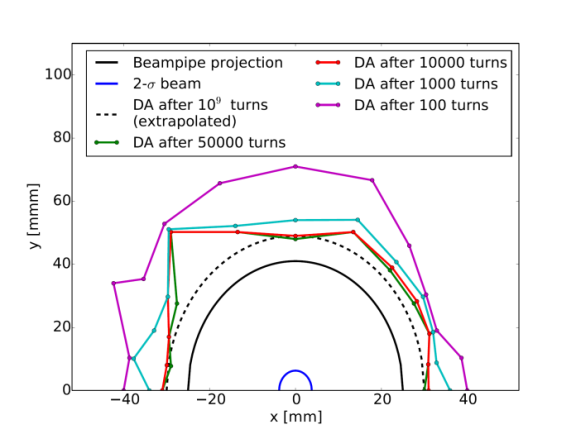 Beampipe projection
2-σ beam
DA after 10⁹ turns
(extrapolated)
DA after 50000 turns
DA after 10000 turns
DA after 1000 turns
DA after 100 turns
100
80
60
40
20
0
y [mmm]
−40
−20
0
20
40
x [mm]